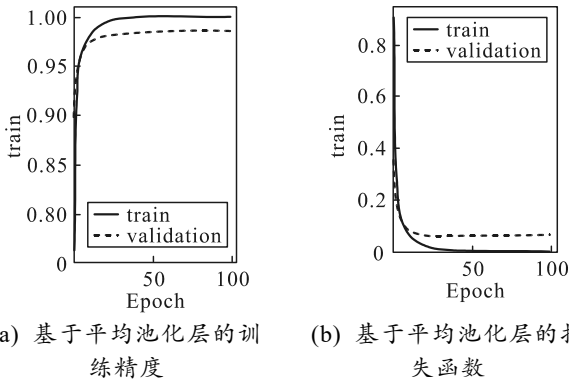 1.00
0.95
0.90
0.85
0.80
0
train
train
validation
50
100
Epoch
a) 基于平均池化层的训
练精度
0.8
0.6
0.4
0.2
0
train
train
validation
50
100
Epoch
(b) 基于平均池化层的
失函数